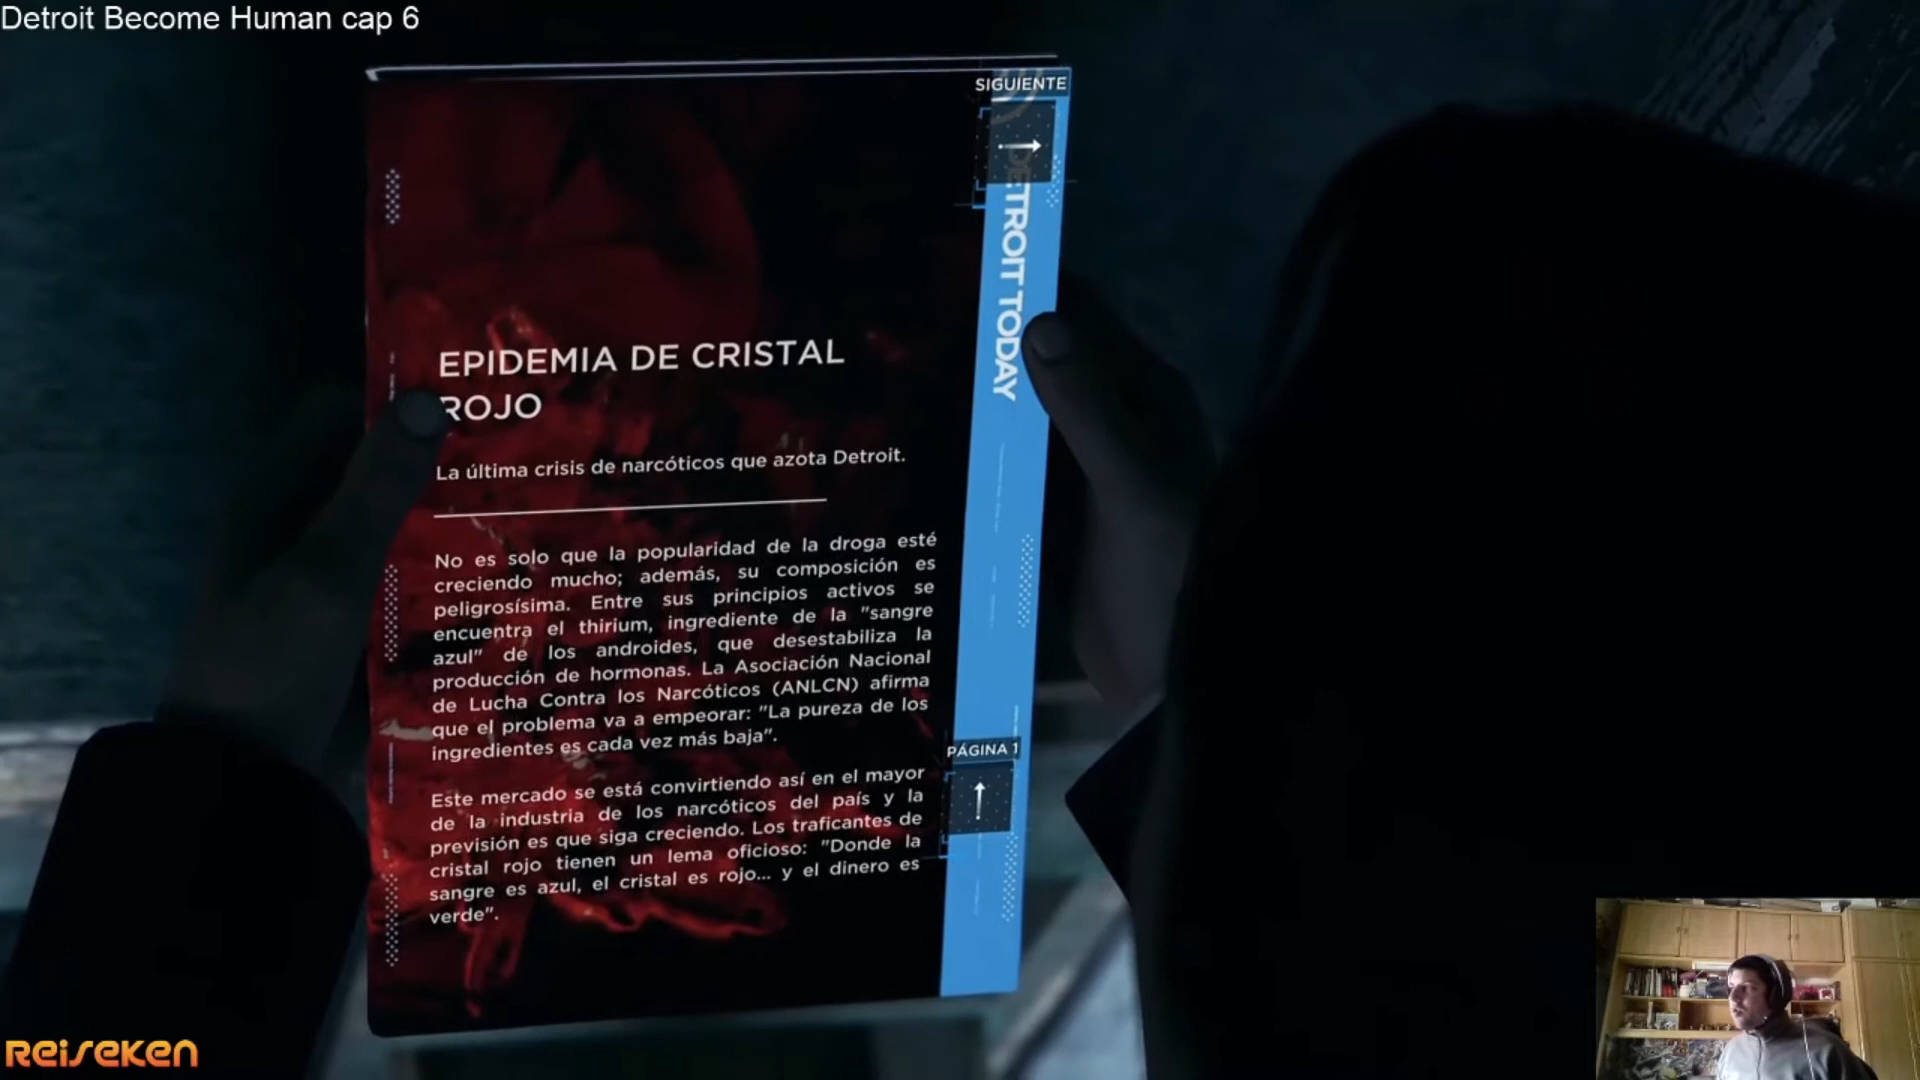 Detroit Become Human cap 6
SIGUIENTE
DETROIT TODAY
EPIDEMIA DE CRISTAL
ROJO
La última crisis de narcóticos que azota Detroit.
No es solo que la popularidad de la droga esté
creciendo mucho; además, su composición es
peligrosísima. Entre sus principios activos se
encuentra el thirium, ingrediente de la "sangre
azul" de los androides, que desestabiliza la
producción de hormonas. La Asociación Nacional
de Lucha Contra los Narcóticos (ANLCN) afirma
que el problema va a empeorar: "La pureza de los
ingredientes es cada vez más baja".
PÁGINA 1
Este mercado se está convirtiendo así en el mayor
de la industria de los narcóticos del país y la
previsión es que siga creciendo. Los traficantes de
cristal rojo tienen un lema oficioso: "Donde la
sangre es azul, el cristal es rojo... y el dinero es
verde".
REISEKEN